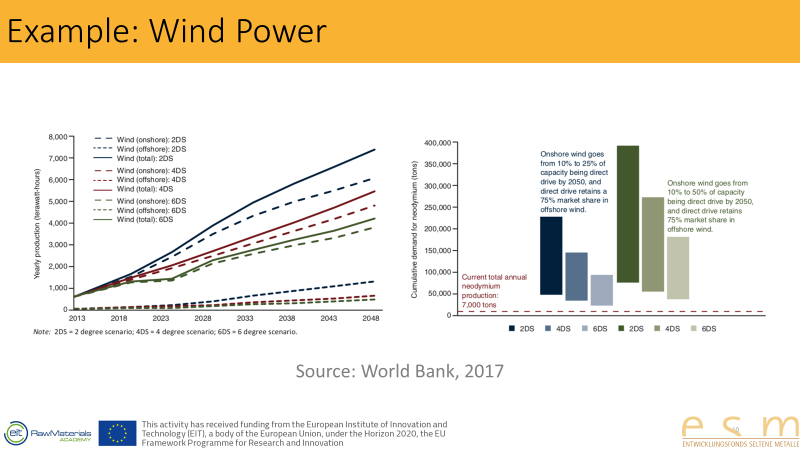 Example: Wind Power
Yearly production (terawatt-hours)
8,000
7,000
6,000
5,000
4,000
3,000
2,000
1,000
0
Wind (onshore): 2DS
Wind (offshore): 2DS
Wind (total): 2DS
Wind (onshore): 4DS
Wind (offshore): 4DS
Wind (total): 4DS
Wind (onshore): 6DS
Wind (offshore): 6DS
Wind (total): 6DS
2013 2018 2023 2028 2033 2038 2043 2048
Note: 2DS = 2 degree scenario; 4DS = 4 degree scenario; 6DS = 6 degree scenario.
Cumulative demand for neodymium (tons)
400,000
350,000
300,000
250,000
200,000
150,000
100,000
50,000
0
Onshore wind goes
from 10% to 25% of
capacity being direct
drive by 2050, and
direct drive retains a
75% market share in
offshore wind.
Onshore wind goes from
10% to 50% of capacity
being direct drive by 2050,
and direct drive retains
75% market share in
offshore wind.
Current total annual
neodymium
production:
7,000 tons
2DS 4DS 6DS 2DS 4DS 6DS
Source: World Bank, 2017
eit RawMaterials
ACADEMY
This activity has received funding from the European Institute of Innovation and
Technology (EIT), a body of the European Union, under the Horizon 2020, the EU
Framework Programme for Research and Innovation
esm
ENTWICKLUNGSFONDS SELTENE METALLE